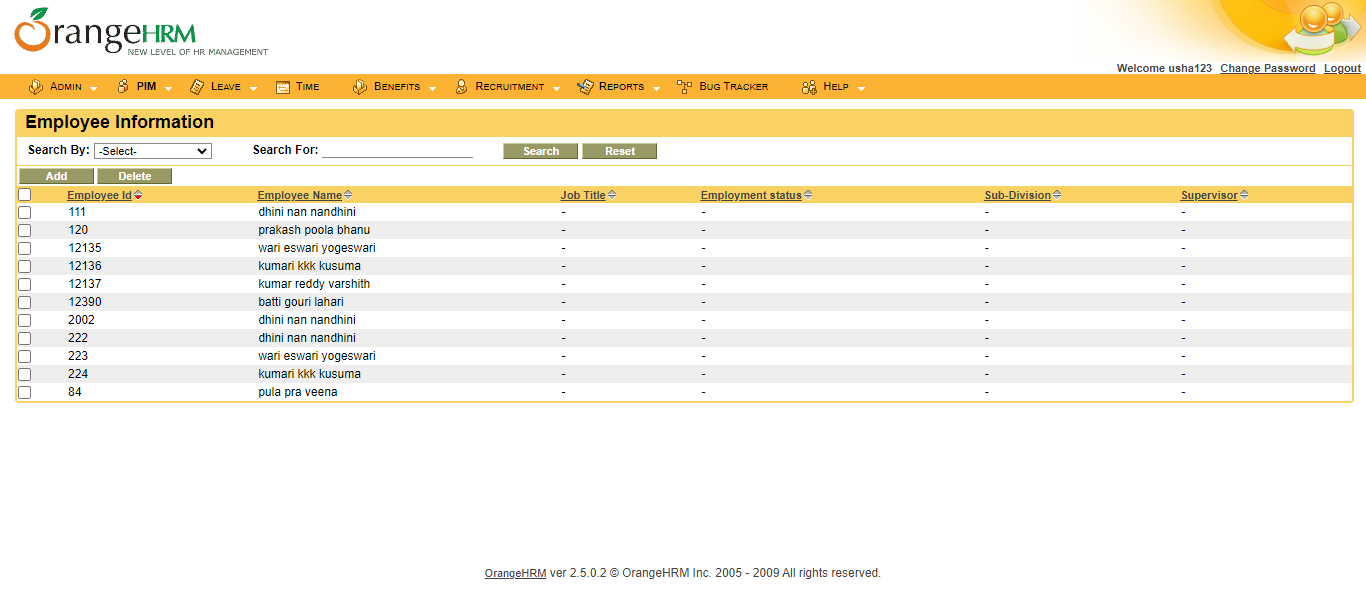 OrangeHRM
NEW LEVEL OF HR MANAGEMENT
Welcome usha123 Change Password Logout
ADMIN PIM LEAVE TIME BENEFITS RECRUITMENT REPORTS BUG TRACKER HELP
Employee Information
Search By: -Select- Search For: Search Reset
Add Delete
Employee Id Employee Name Job Title Employment status Sub-Division Supervisor
111 dhini nan nandhini - - - -
120 prakash poola bhanu - - - -
12135 wari eswari yogeswari - - - -
12136 kumari kkk kusuma - - - -
12137 kumar reddy varshith - - - -
12390 batti gouri lahari - - - -
2002 dhini nan nandhini - - - -
222 dhini nan nandhini - - - -
223 wari eswari yogeswari - - - -
224 kumari kkk kusuma - - - -
84 pula pra veena - - - -
OrangeHRM ver 2.5.0.2 © OrangeHRM Inc. 2005 - 2009 All rights reserved.